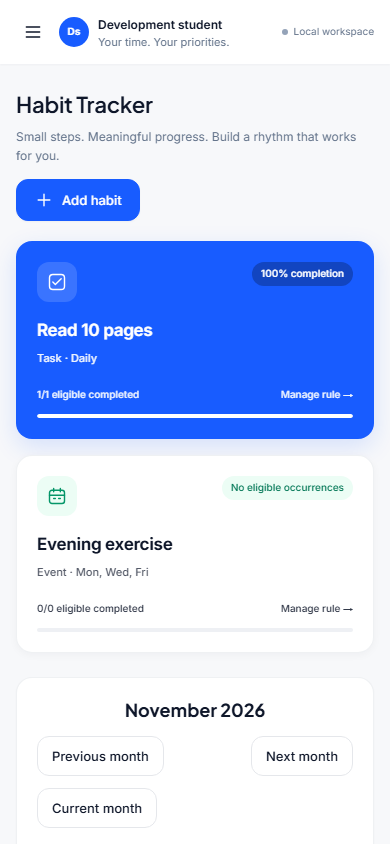 Ds
Development student
Your time. Your priorities.
Local workspace
Habit Tracker
Small steps. Meaningful progress. Build a rhythm that works
for you.
Add habit
100% completion
Read 10 pages
Task · Daily
1/1 eligible completed
Manage rule →
No eligible occurrences
Evening exercise
Event · Mon, Wed, Fri
0/0 eligible completed
Manage rule →
November 2026
Previous month
Next month
Current month